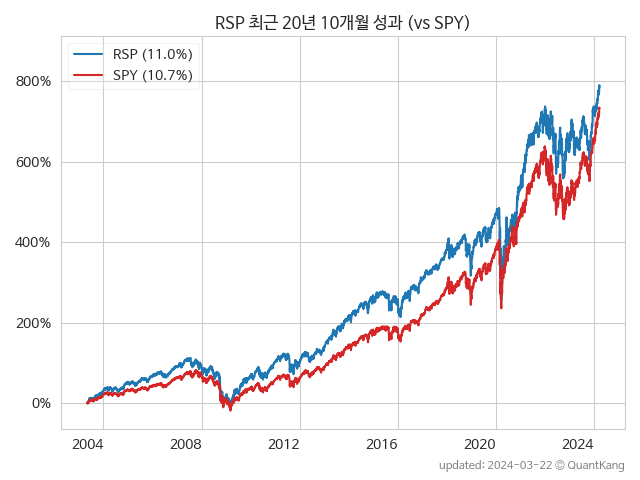 RSP 최근 20년 10개월 성과 (vs SPY)
RSP (11.0%)
SPY (10.7%)
800%
600%
400%
200%
0%
2004 2008 2012 2016 2020 2024
updated: 2024-03-22 © QuantKang